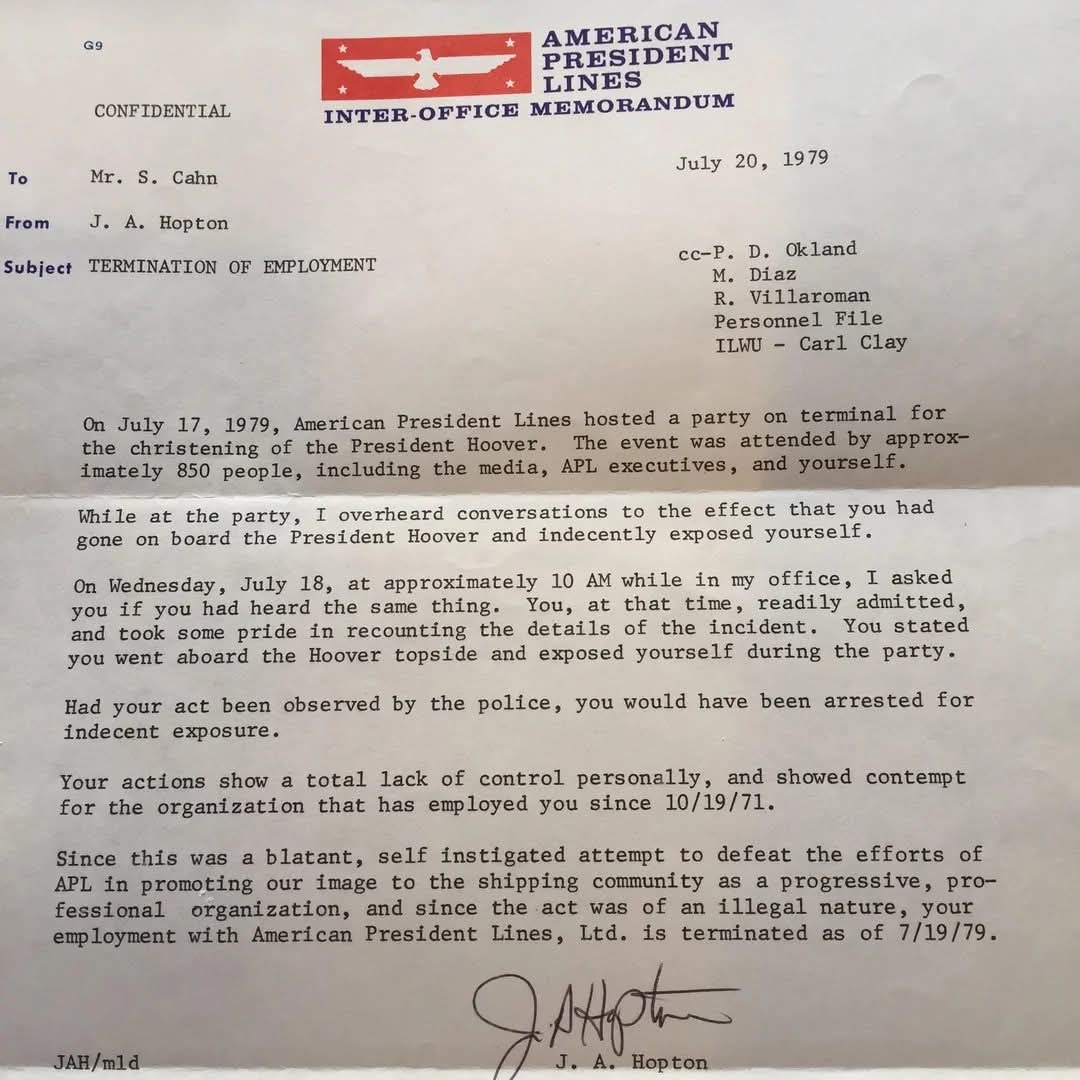 G9
AMERICAN
PRESIDENT
LINES
INTER-OFFICE MEMORANDUM
CONFIDENTIAL
July 20, 1979
To Mr. S. Cahn
From J. A. Hopton
Subject TERMINATION OF EMPLOYMENT
cc-P. D. Okland
M. Diaz
R. Villaroman
Personnel File
ILWU - Carl Clay
On July 17, 1979, American President Lines hosted a party on terminal for
the christening of the President Hoover. The event was attended by approx-
imately 850 people, including the media, APL executives, and yourself.
While at the party, I overheard conversations to the effect that you had
gone on board the President Hoover and indecently exposed yourself.
On Wednesday, July 18, at approximately 10 AM while in my office, I asked
you if you had heard the same thing. You, at that time, readily admitted,
and took some pride in recounting the details of the incident. You stated
you went aboard the Hoover topside and exposed yourself during the party.
Had your act been observed by the police, you would have been arrested for
indecent exposure.
Your actions show a total lack of control personally, and showed contempt
for the organization that has employed you since 10/19/71.
Since this was a blatant, self instigated attempt to defeat the efforts of
APL in promoting our image to the shipping community as a progressive, pro-
fessional organization, and since the act was of an illegal nature, your
employment with American President Lines, Ltd. is terminated as of 7/19/79.
J. A Hopton
JAH/mld
J. A. Hopton